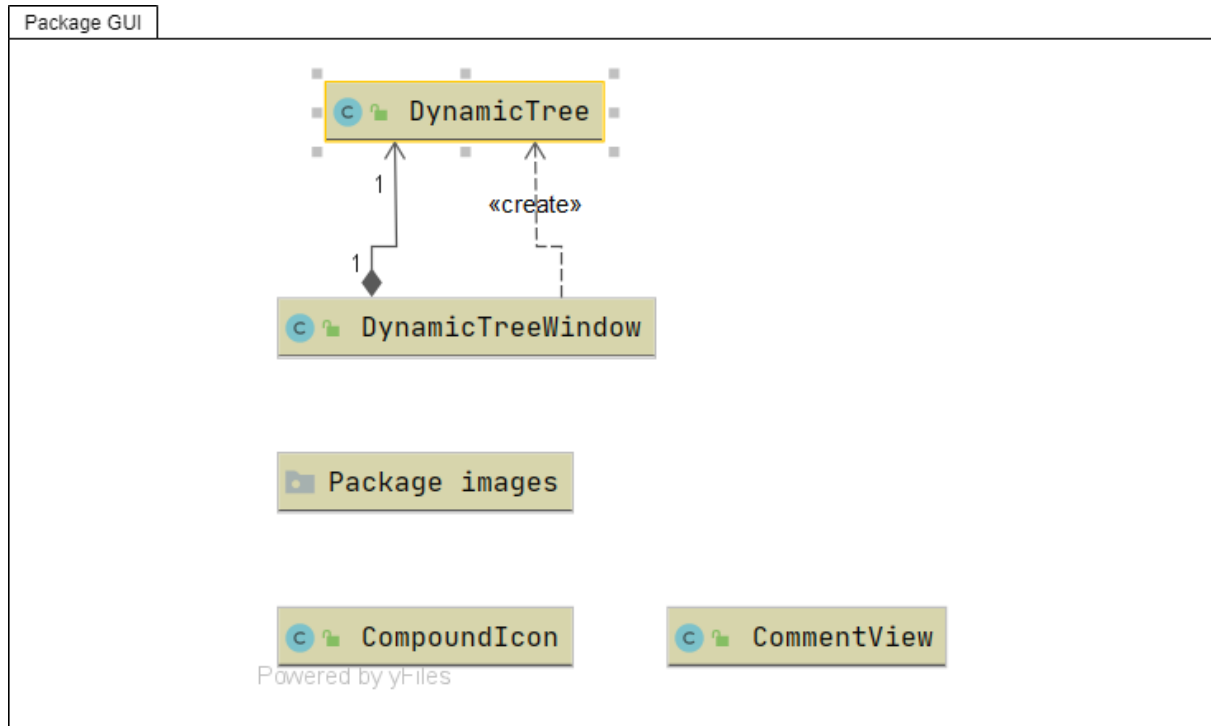 Package GUI
DynamicTree
1
«create»
1
DynamicTreeWindow
Package images
CompoundIcon
CommentView
Powered by yFiles